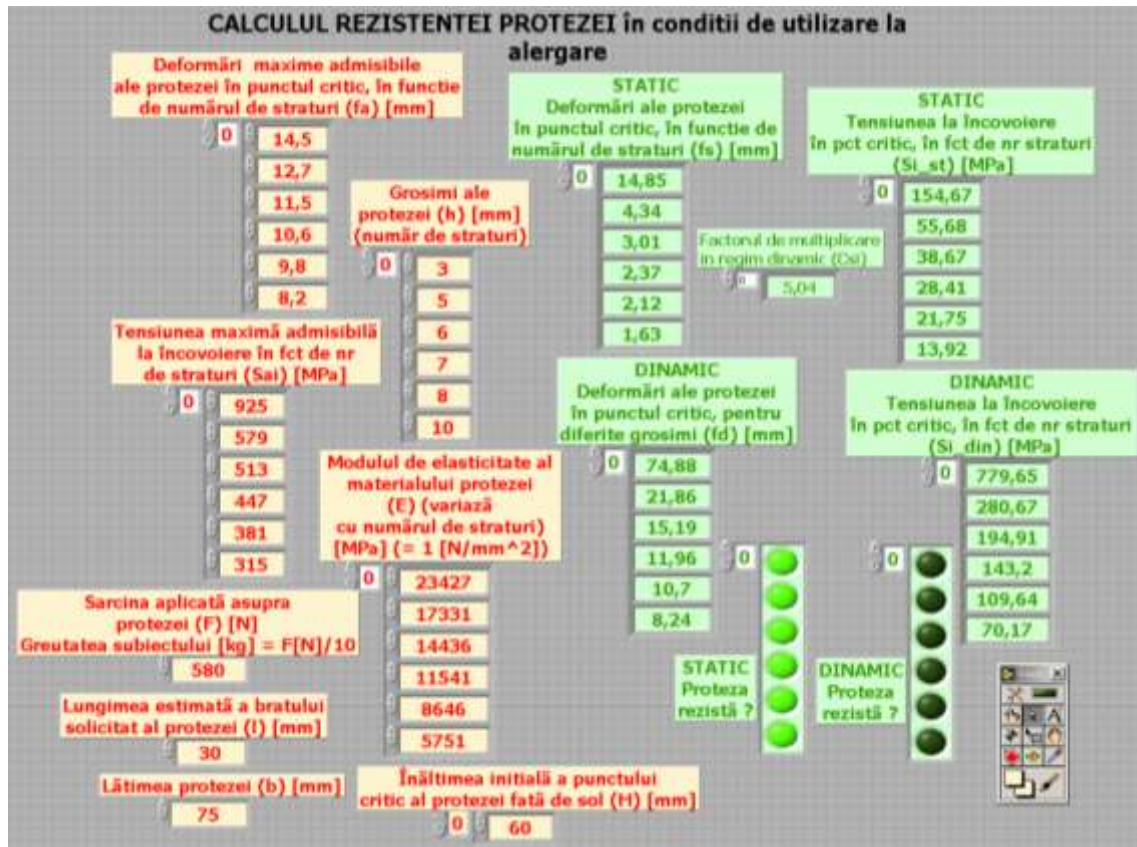 CALCULUL REZISTENTEI PROTEZEI în conditii de utilizare la
alergare
Deformări maxime admisibile
ale protezei în punctul critic, în functie
de numărul de straturi (fa) [mm]
0
14,5
12,7
11,5
10,6
9,8
8,2
Grosimi ale
protezei (h) [mm]
(număr de straturi)
0
3
5
6
7
8
10
Tensiunea maximă admisibilă
la încovoiere în fct de nr
de straturi (Sai) [MPa]
0
925
579
513
447
381
315
Modulul de elasticitate al
materialului protezei
(E) (variază
cu numărul de straturi)
[MPa] (= 1 [N/mm^2])
0
23427
17331
14436
11541
8646
5751
Sarcina aplicată asupra
protezei (F) [N]
Greutatea subiectului [kg] = F[N]/10
580
Lungimea estimată a bratului
solicitat al protezei (l) [mm]
30
Lătimea protezei (b) [mm]
75
Înăltimea initială a punctului
critic al protezei fată de sol (H) [mm]
0
60
STATIC
Deformări ale protezei
în punctul critic, în functie de
numărul de straturi (fs) [mm]
0
14,85
4,34
3,01
2,37
2,12
1,63
Factorul de multiplicare
in regim dinamic (Csi)
0
5,04
STATIC
Tensiunea la încovoiere
în pct critic, în fct de nr straturi
(Si_st) [MPa]
0
154,67
55,68
38,67
28,41
21,75
13,92
DINAMIC
Deformări ale protezei
în punctul critic, pentru
diferite grosimi (fd) [mm]
0
74,88
21,86
15,19
11,96
10,7
8,24
DINAMIC
Tensiunea la încovoiere
în pct critic, în fct de nr straturi
(Si_din) [MPa]
0
779,65
280,67
194,91
143,2
109,64
70,17
0
STATIC
Proteza
rezistă ?
0
DINAMIC
Proteza
rezistă ?
A